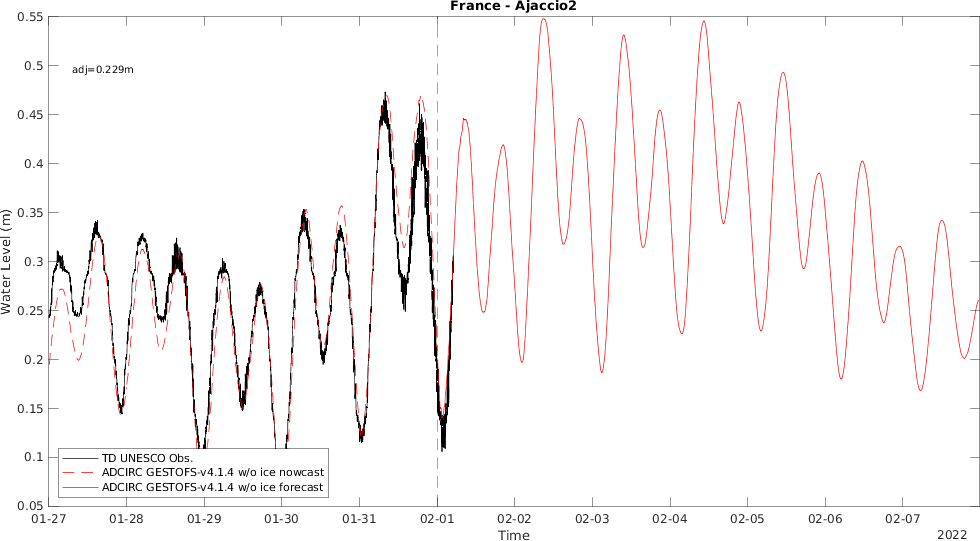 France - Ajaccio2
0.55
0.5
0.45
0.4
0.35
0.3
0.25
0.2
0.15
0.1
0.05
Water Level (m)
adj=0.229m
TD UNESCO Obs.
ADCIRC GESTOFS-v4.1.4 w/o ice nowcast
ADCIRC GESTOFS-v4.1.4 w/o ice forecast
01-27 01-28 01-29 01-30 01-31 02-01 02-02 02-03 02-04 02-05 02-06 02-07
Time
2022